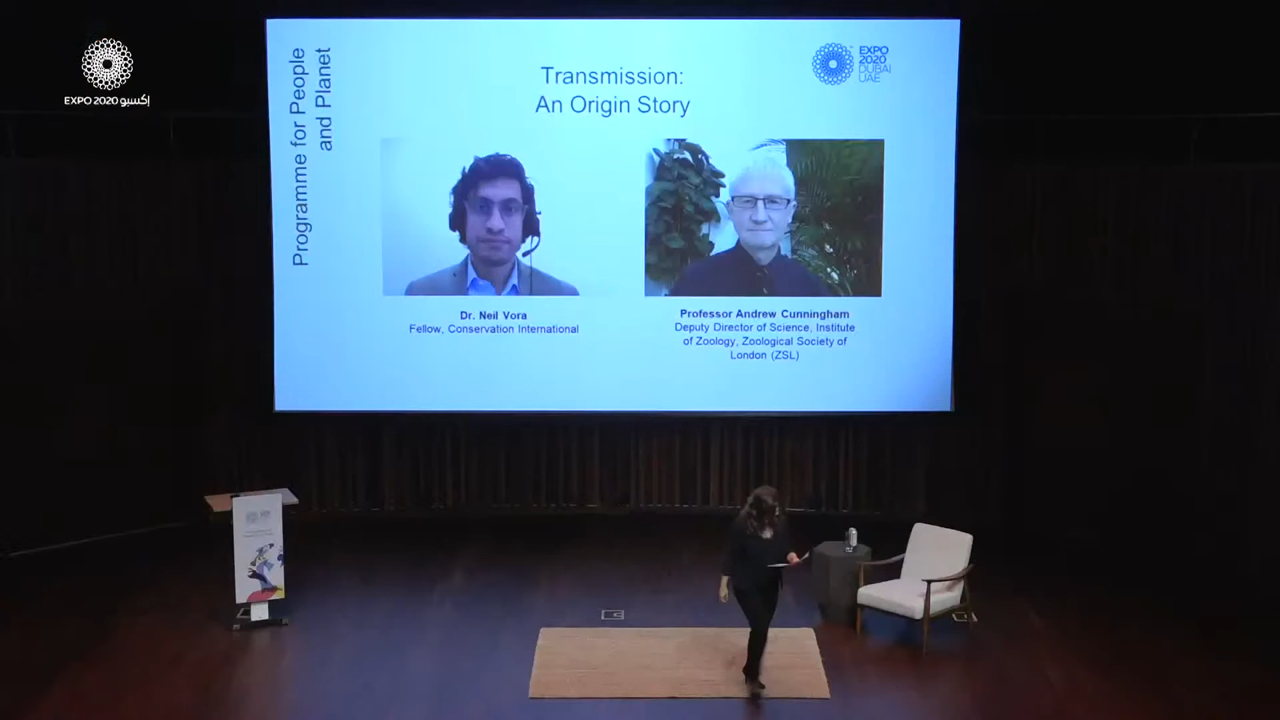 EXPO 2020 إكسبو
Programme for People
and Planet
Transmission:
An Origin Story
EXPO
2020
DUBAI
UAE
Dr. Neil Vora
Fellow, Conservation International
Professor Andrew Cunningham
Deputy Director of Science, Institute
of Zoology, Zoological Society of
London (ZSL)